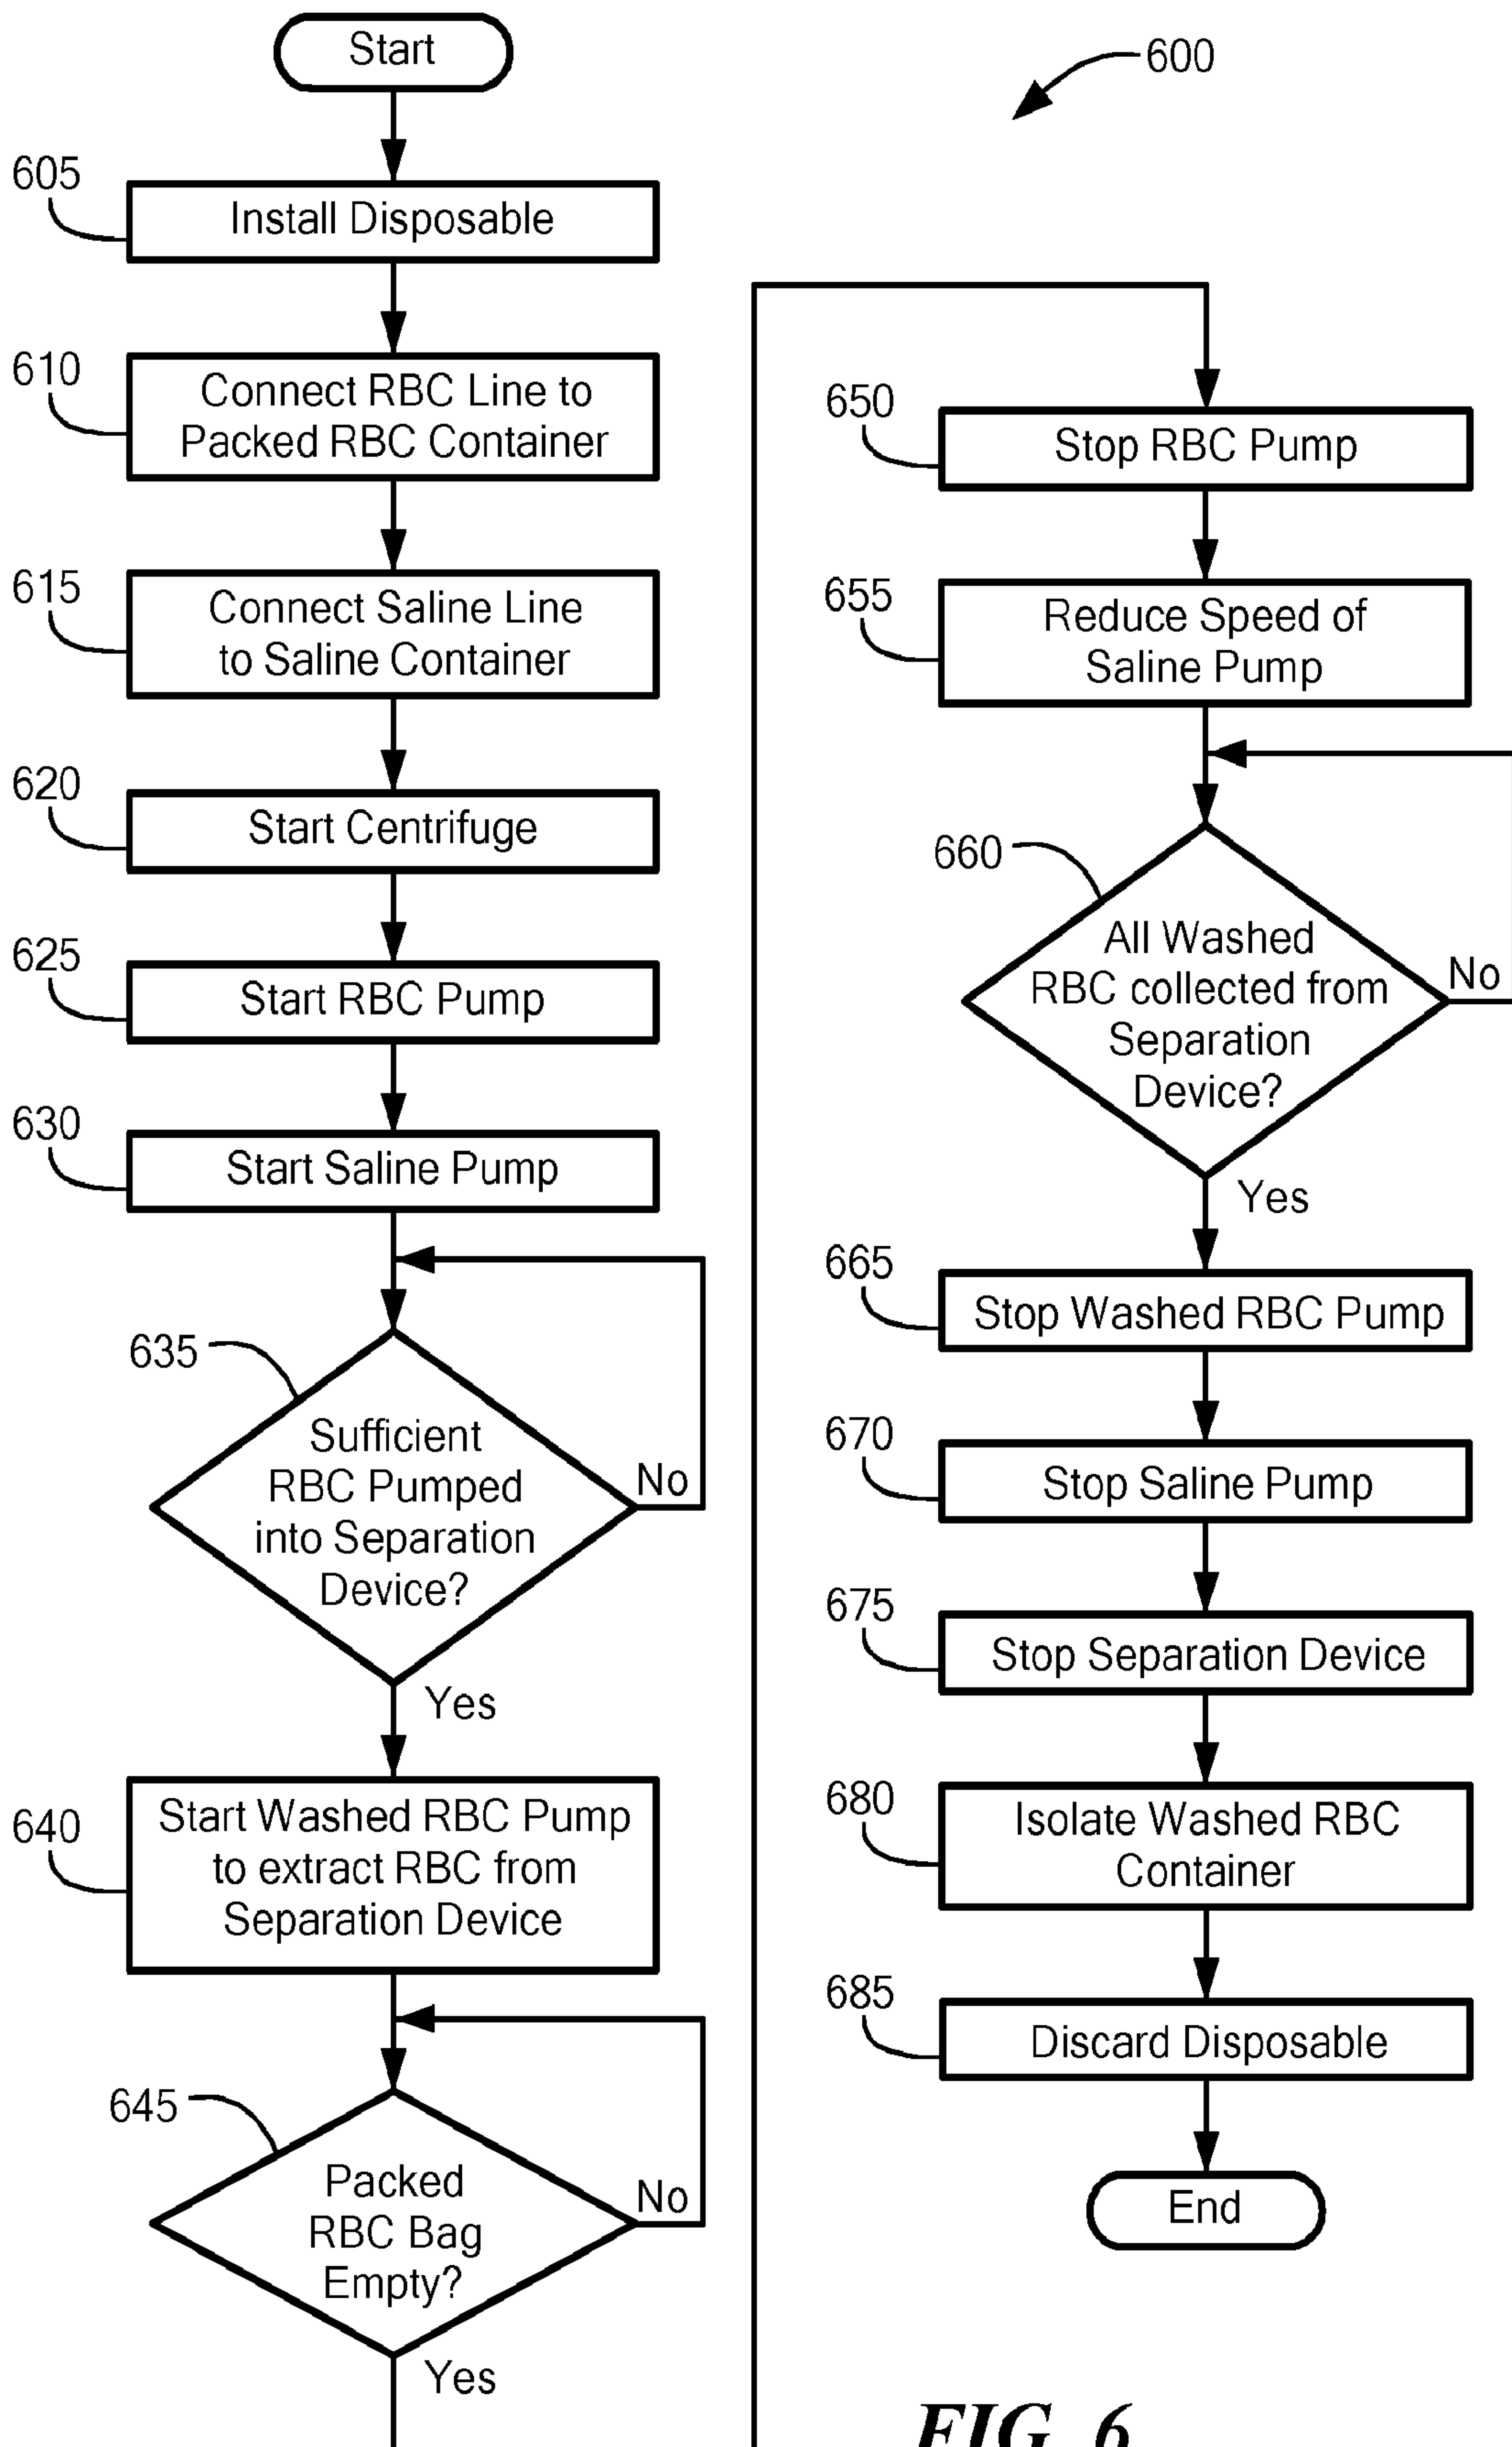 Start
600
605
Install Disposable
610
Connect RBC Line to
Packed RBC Container
615
Connect Saline Line
to Saline Container
620
Start Centrifuge
625
Start RBC Pump
630
Start Saline Pump
635
Sufficient
RBC Pumped
into Separation
Device?
No
Yes
640
Start Washed RBC Pump
to extract RBC from
Separation Device
645
Packed
RBC Bag
Empty?
No
Yes
650
Stop RBC Pump
655
Reduce Speed of
Saline Pump
660
All Washed
RBC collected from
Separation
Device?
No
Yes
665
Stop Washed RBC Pump
670
Stop Saline Pump
675
Stop Separation Device
680
Isolate Washed RBC
Container
685
Discard Disposable
End
FIG. 6